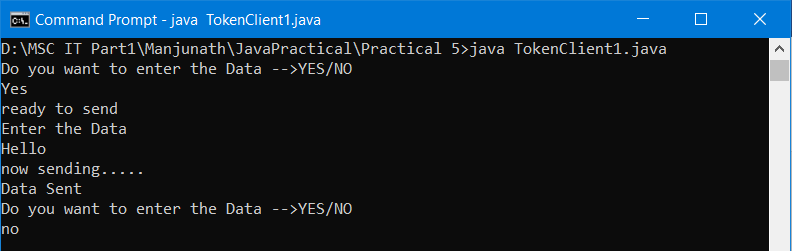 Command Prompt - java  TokenClient1.java
D:\MSC IT Part1\Manjunath\JavaPractical\Practical 5>java TokenClient1.java
Do you want to enter the Data -->YES/NO
Yes
ready to send
Enter the Data
Hello
now sending.....
Data Sent
Do you want to enter the Data -->YES/NO
no